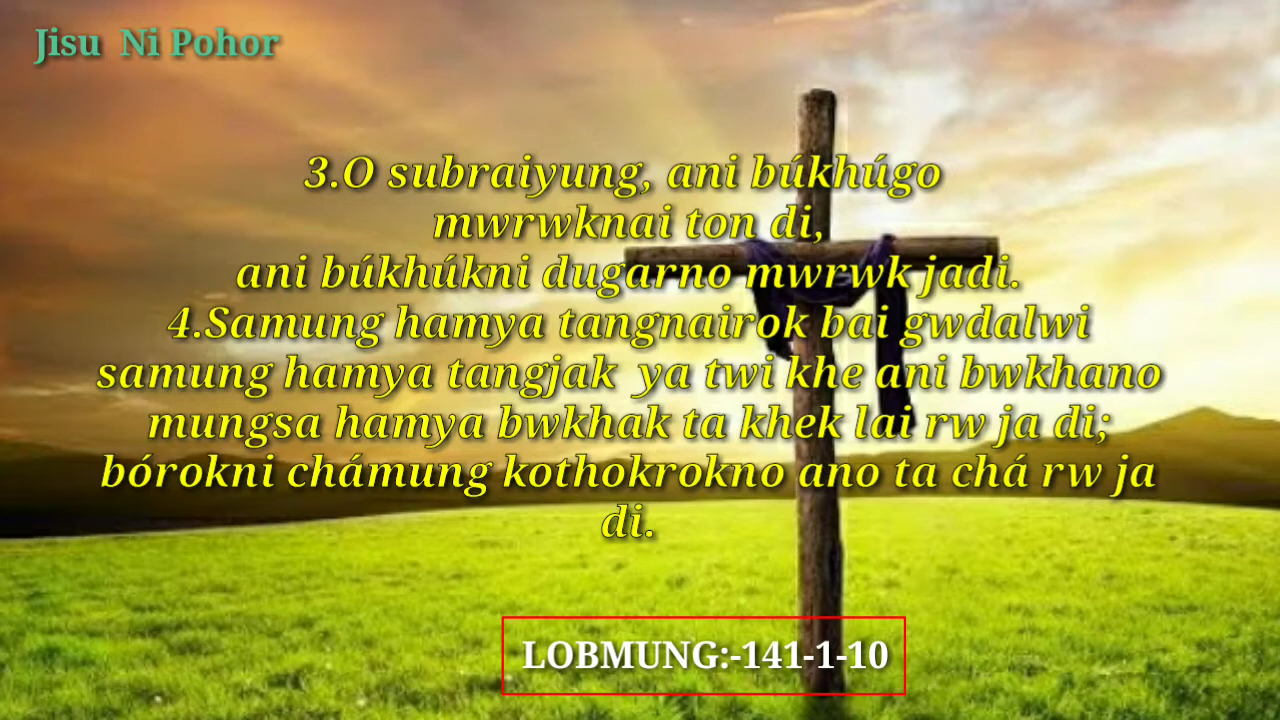 Jisu Ni Pohor
3.O subraiyung, ani búkhúgo
mwrwknai ton di,
ani búkhúkni dugarno mwrwk jadi.
4.Samung hamya tangnairok bai gwdalwi
samung hamya tangjak ya twi khe ani bwkhano
mungsa hamya bwkhak ta khek lai rw ja di;
bórokni chámung kothokrokno ano ta chá rw ja
di.
LOBMUNG:-141-1-10